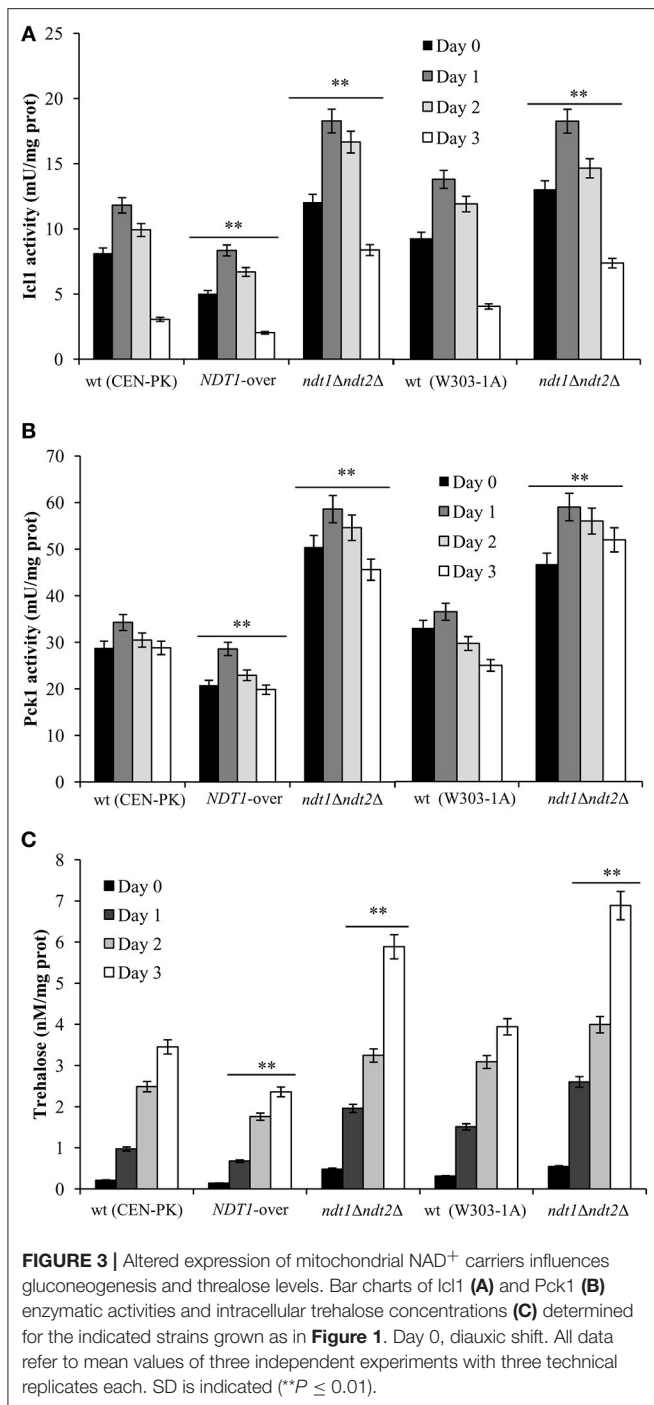 A
Icl1 activity (mU/mg prot)
25
20
15
10
5
0
**
**
**
Day 0
Day 1
Day 2
Day 3
wt (CEN-PK)
NDT1-over
ndt1Δndt2Δ
wt (W303-1A)
ndt1Δndt2Δ
B
Pck1 activity (mU/mg prot)
70
60
50
40
30
20
10
0
**
**
**
Day 0
Day 1
Day 2
Day 3
wt (CEN-PK)
NDT1-over
ndt1Δndt2Δ
wt (W303-1A)
ndt1Δndt2Δ
C
Trehalose (nM/mg prot)
8
7
6
5
4
3
2
1
0
Day 0
Day 1
Day 2
Day 3
**
**
**
wt (CEN-PK)
NDT1-over
ndt1Δndt2Δ
wt (W303-1A)
ndt1Δndt2Δ
FIGURE 3 | Altered expression of mitochondrial NAD+ carriers influences
gluconeogenesis and threalose levels. Bar charts of Icl1 (A) and Pck1 (B)
enzymatic activities and intracellular trehalose concentrations (C) determined
for the indicated strains grown as in Figure 1. Day 0, diauxic shift. All data
refer to mean values of three independent experiments with three technical
replicates each. SD is indicated (**P ≤ 0.01).